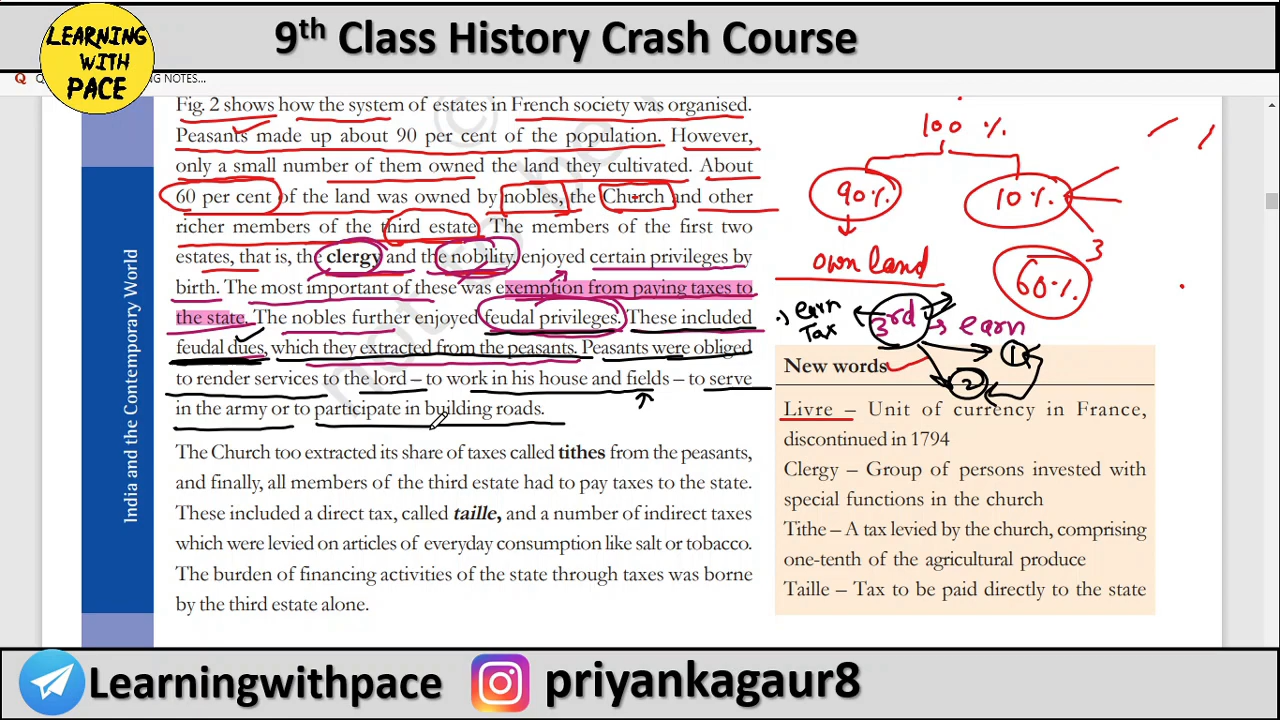 LEARNING
WITH
PACE
9th Class History Crash Course
NG NOTES...
Fig. 2 shows how the system of estates in French society was organised.
Peasants made up about 90 per cent of the population. However,
only a small number of them owned the land they cultivated. About
60 per cent of the land was owned by nobles, the Church and other
richer members of the third estate. The members of the first two
estates, that is, the clergy and the nobility, enjoyed certain privileges by
birth. The most important of these was exemption from paying taxes to
the state. The nobles further enjoyed feudal privileges. These included
feudal dues, which they extracted from the peasants. Peasants were obliged
to render services to the lord – to work in his house and fields – to serve
in the army or to participate in building roads.
The Church too extracted its share of taxes called tithes from the peasants,
and finally, all members of the third estate had to pay taxes to the state.
These included a direct tax, called taille, and a number of indirect taxes
which were levied on articles of everyday consumption like salt or tobacco.
The burden of financing activities of the state through taxes was borne
by the third estate alone.
India and the Contemporary World
100 %
90%
10%
3
own land
60%
earn
Tax
3rd
earn
1
2
New words
Livre – Unit of currency in France,
discontinued in 1794
Clergy – Group of persons invested with
special functions in the church
Tithe – A tax levied by the church, comprising
one-tenth of the agricultural produce
Taille – Tax to be paid directly to the state
Learningwithpace
priyankagaur8